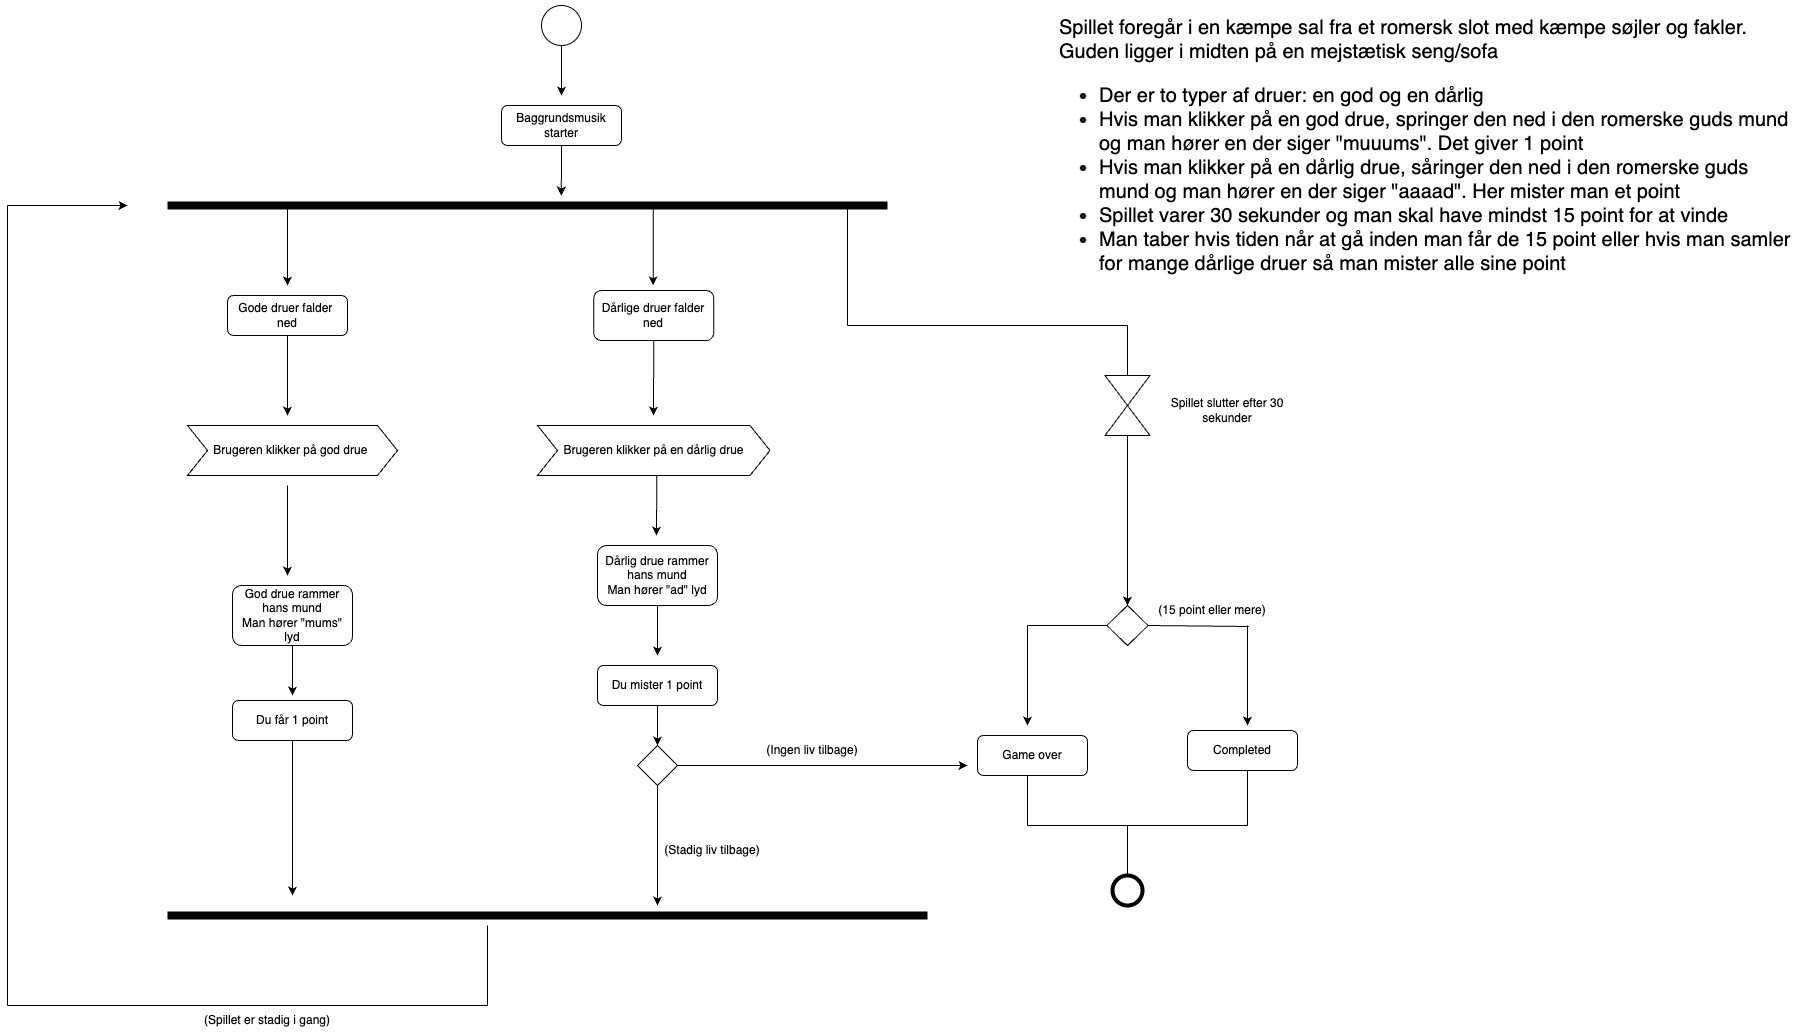 Spillet foregår i en kæmpe sal fra et romersk slot med kæmpe søjler og fakler.
Guden ligger i midten på en mejstætisk seng/sofa
• Der er to typer af druer: en god og en dårlig
• Hvis man klikker på en god drue, springer den ned i den romerske guds mund
og man hører en der siger "muuums". Det giver 1 point
• Hvis man klikker på en dårlig drue, såringer den ned i den romerske guds
mund og man hører en der siger "aaaad". Her mister man et point
• Spillet varer 30 sekunder og man skal have mindst 15 point for at vinde
• Man taber hvis tiden når at gå inden man får de 15 point eller hvis man samler
for mange dårlige druer så man mister alle sine point
Baggrundsmusik
starter
Gode druer falder
ned
Dårlige druer falder
ned
Spillet slutter efter 30
sekunder
Brugeren klikker på god drue
Brugeren klikker på en dårlig drue
God drue rammer
hans mund
Man hører "mums"
lyd
Dårlig drue rammer
hans mund
Man hører "ad" lyd
(15 point eller mere)
Du får 1 point
Du mister 1 point
(Ingen liv tilbage)
Game over
Completed
(Stadig liv tilbage)
(Spillet er stadig i gang)